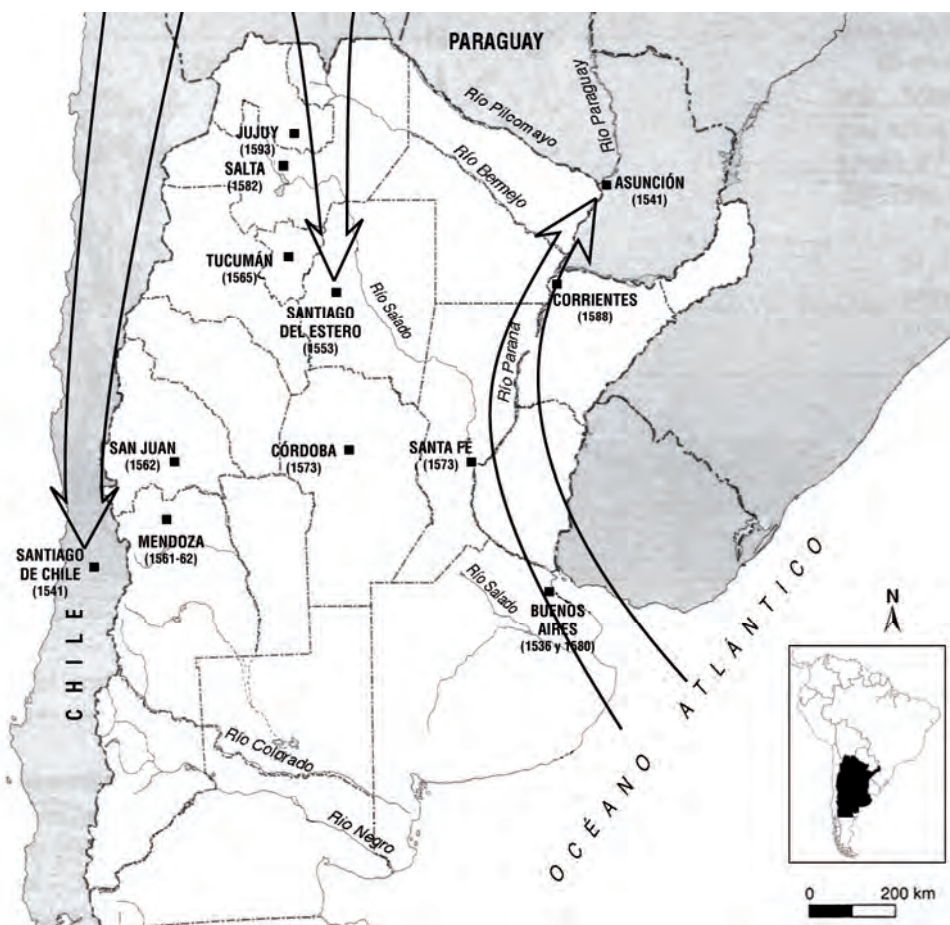 PARAGUAY
Río Pilcomayo
Río Paraguay
JUJUY
(1593)
SALTA
(1582)
Río Bermejo
ASUNCIÓN
(1541)
TUCUMÁN
(1565)
SANTIAGO
DEL ESTERO
(1553)
Río Salado
CORRIENTES
(1588)
Río Paraná
SAN JUAN
(1562)
CÓRDOBA
(1573)
SANTA FÉ
(1573)
MENDOZA
(1561-62)
SANTIAGO
DE CHILE
(1541)
Río Salado
BUENOS
AIRES
(1536 y 1580)
CHILE
OCÉANO ATLÁNTICO
N
Río Colorado
Río Negro
0 200 km